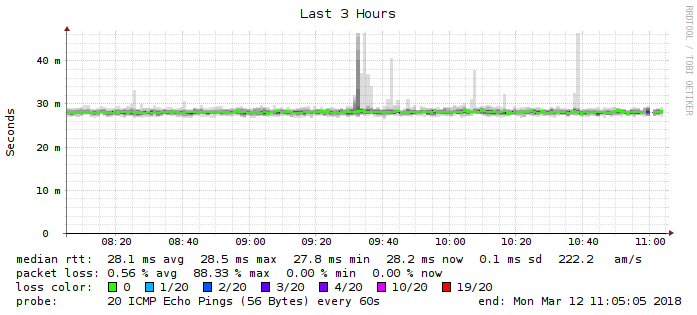 Last 3 Hours
RRDTOOL / TOBI OETIKER
Seconds
40 m
30 m
20 m
10 m
0
08:20 08:40 09:00 09:20 09:40 10:00 10:20 10:40 11:00
median rtt: 28.1 ms avg 28.5 ms max 27.8 ms min 28.2 ms now 0.1 ms sd 222.2 am/s
packet loss: 0.56 % avg 88.33 % max 0.00 % min 0.00 % now
loss color: 0 1/20 2/20 3/20 4/20 10/20 19/20
probe: 20 ICMP Echo Pings (56 Bytes) every 60s end: Mon Mar 12 11:05:05 2018